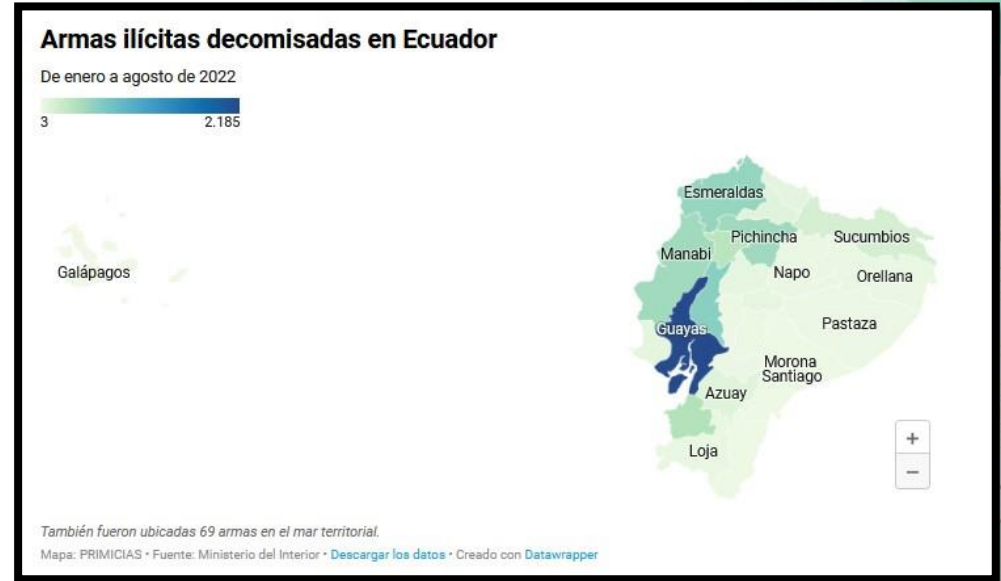 Armas ilícitas decomisadas en Ecuador
De enero a agosto de 2022
3 2.185
Esmeraldas
Pichincha
Sucumbios
Manabi
Galápagos
Napo
Orellana
Guayas
Pastaza
Morona
Santiago
Azuay
Loja
+
−
También fueron ubicadas 69 armas en el mar territorial.
Mapa: PRIMICIAS • Fuente: Ministerio del Interior • Descargar los datos • Creado con Datawrapper